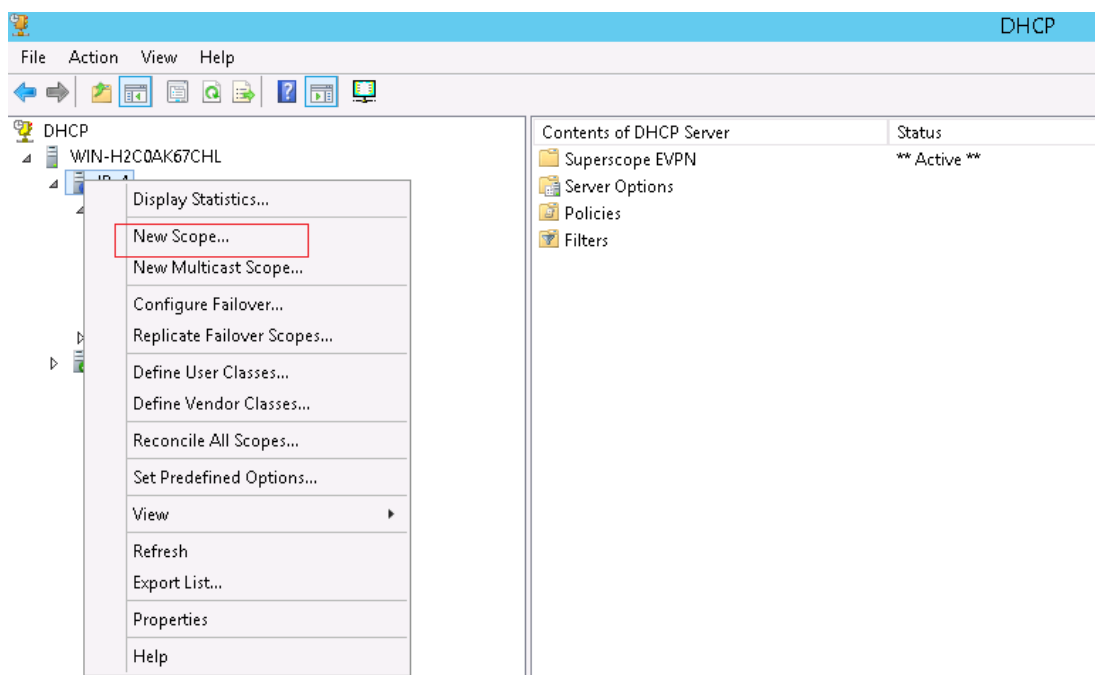 DHCP
File Action View Help
DHCP
WIN-H2C0AK67CHL
Display Statistics...
New Scope...
New Multicast Scope...
Configure Failover...
Replicate Failover Scopes...
Define User Classes...
Define Vendor Classes...
Reconcile All Scopes...
Set Predefined Options...
View
Refresh
Export List...
Properties
Help
Contents of DHCP Server Status
Superscope EVPN ** Active **
Server Options
Policies
Filters